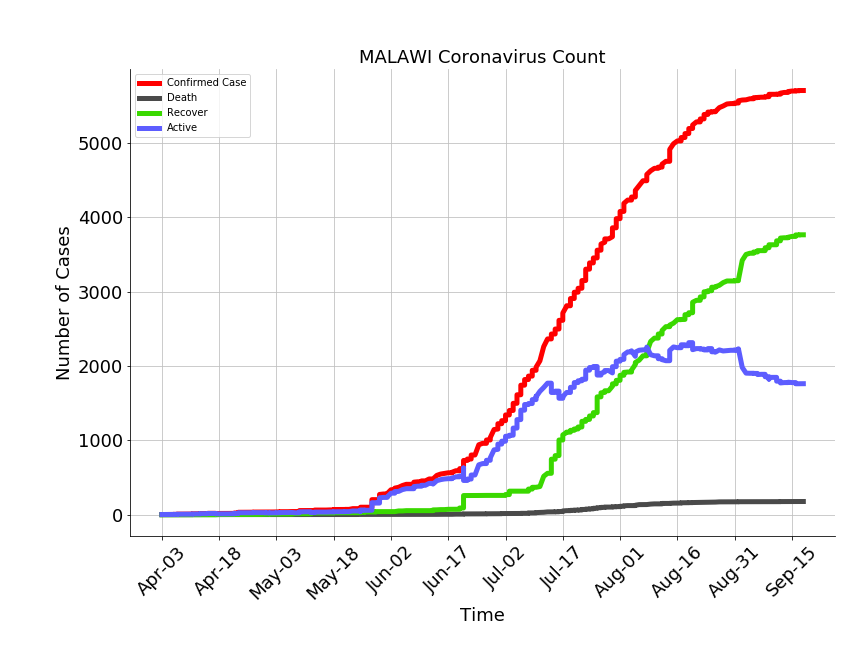 MALAWI Coronavirus Count
Confirmed Case
Death
Recover
Active
Number of Cases
5000
4000
3000
2000
1000
0
Apr-03
Apr-18
May-03
May-18
Jun-02
Jun-17
Jul-02
Jul-17
Aug-01
Aug-16
Aug-31
Sep-15
Time